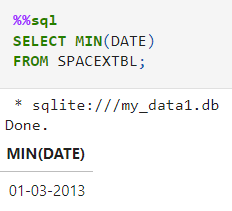 %%sql
SELECT MIN(DATE)
FROM SPACEXTBL;
* sqlite:///my_data1.db
Done.
MIN(DATE)
01-03-2013